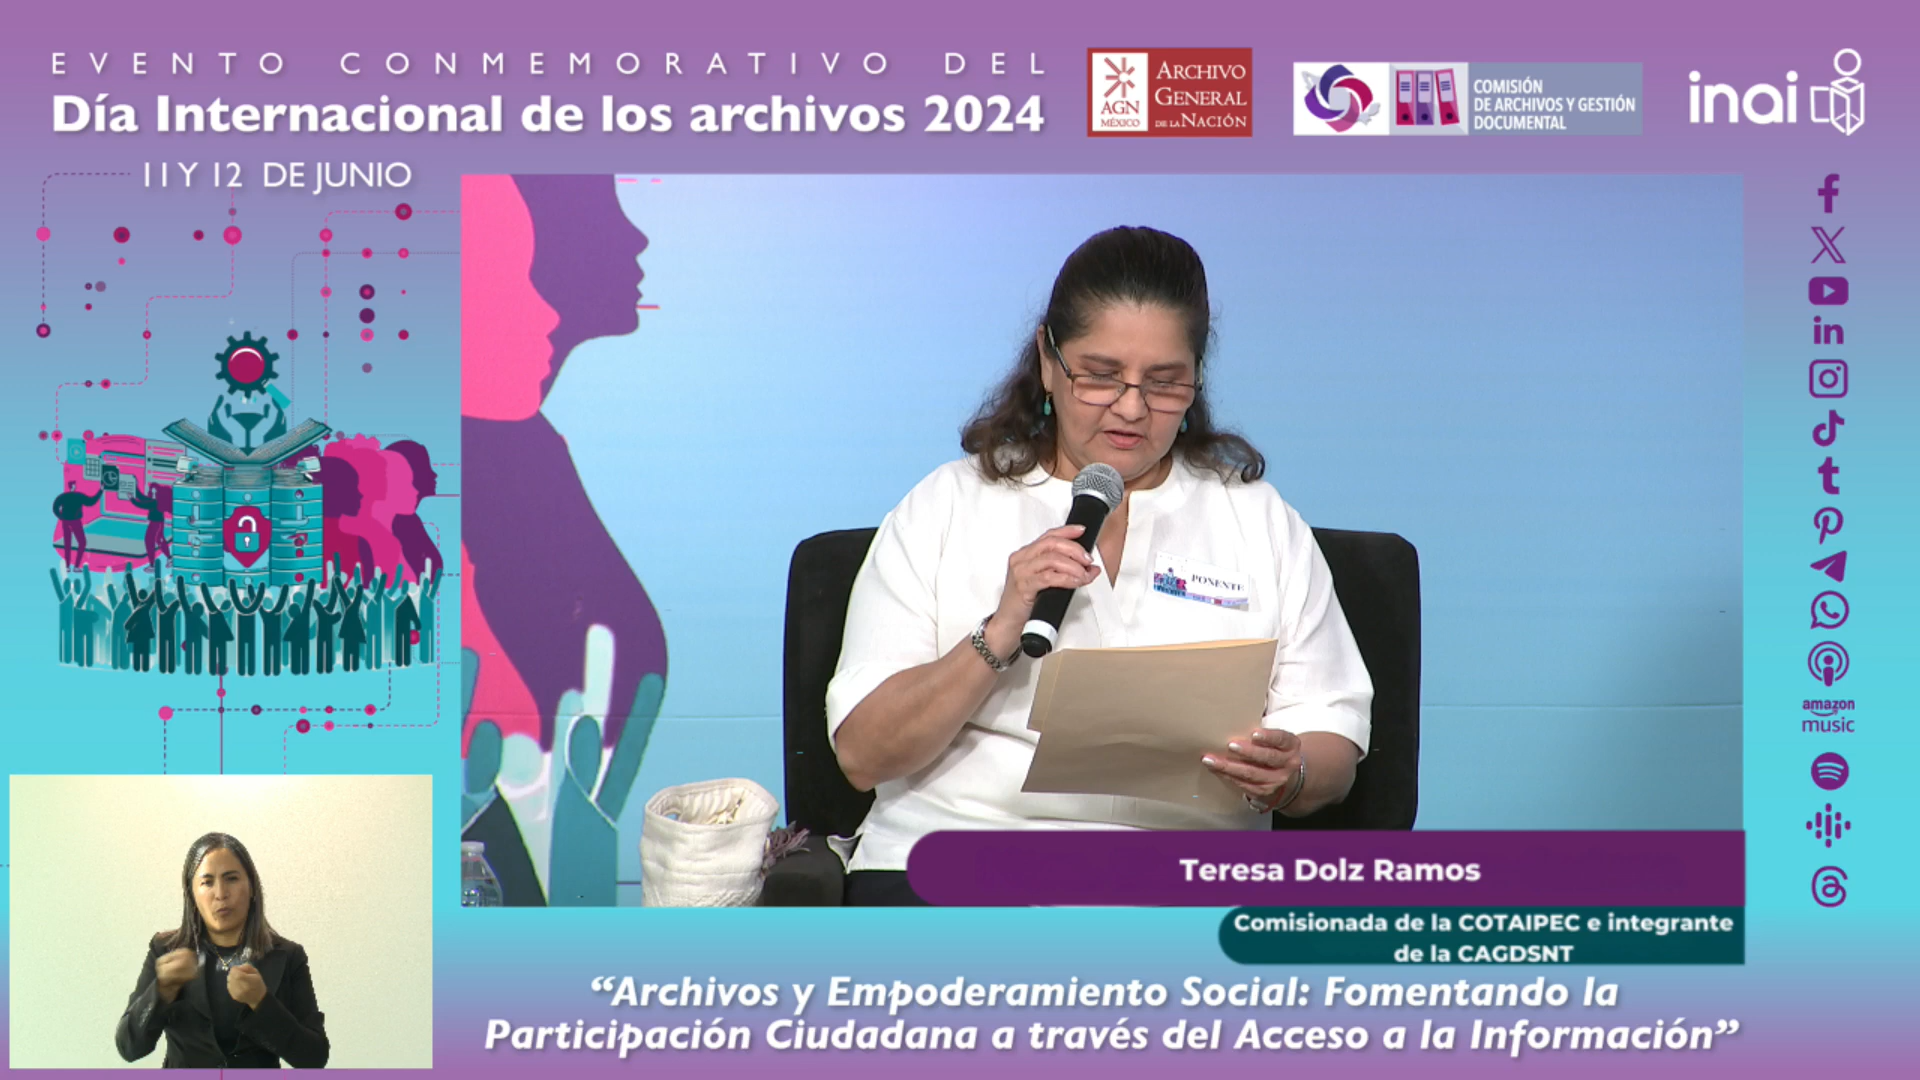 EVENTO CONMEMORATIVO DEL
Día Internacional de los archivos 2024
11 Y 12 DE JUNIO
AGN
MÉXICO
ARCHIVO
GENERAL
DE LA NACIÓN
COMISIÓN
DE ARCHIVOS Y GESTIÓN
DOCUMENTAL
inai
amazon
music
PONENTE
Teresa Dolz Ramos
Comisionada de la COTAIPEC e integrante
de la CAGDSNT
“Archivos y Empoderamiento Social: Fomentando la
Participación Ciudadana a través del Acceso a la Información”